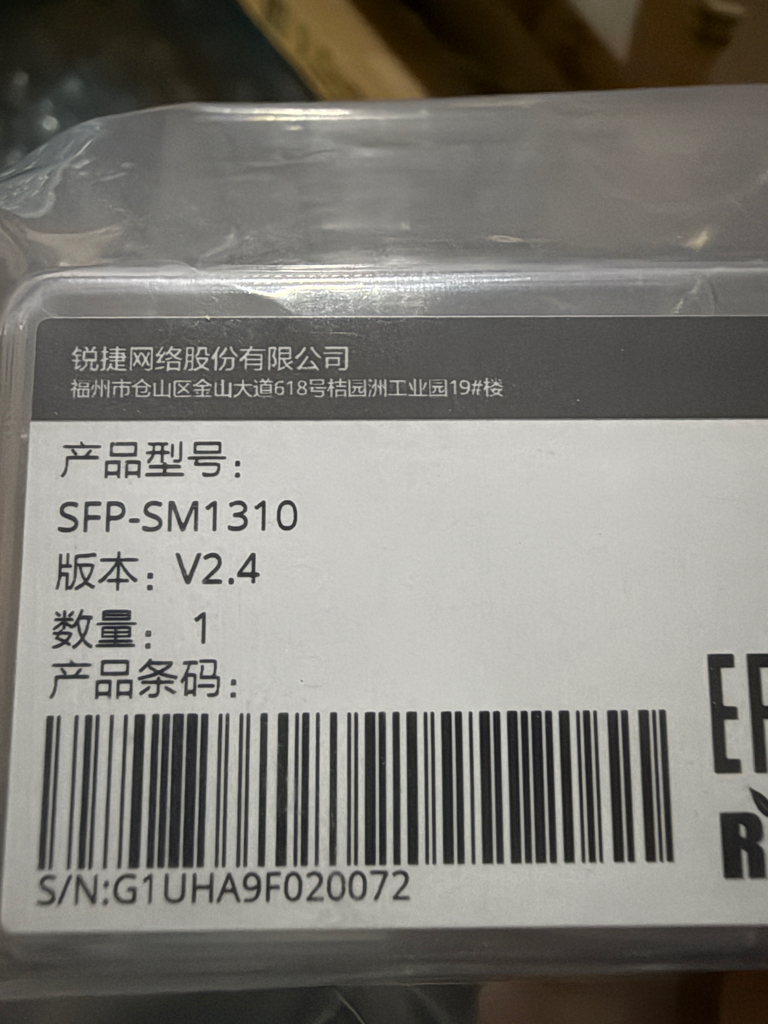 锐捷网络股份有限公司
福州市仓山区金山大道618号桔园洲工业园19#楼
产品型号：
SFP-SM1310
版本：V2.4
数量： 1
产品条码：
S/N:G1UHA9F020072